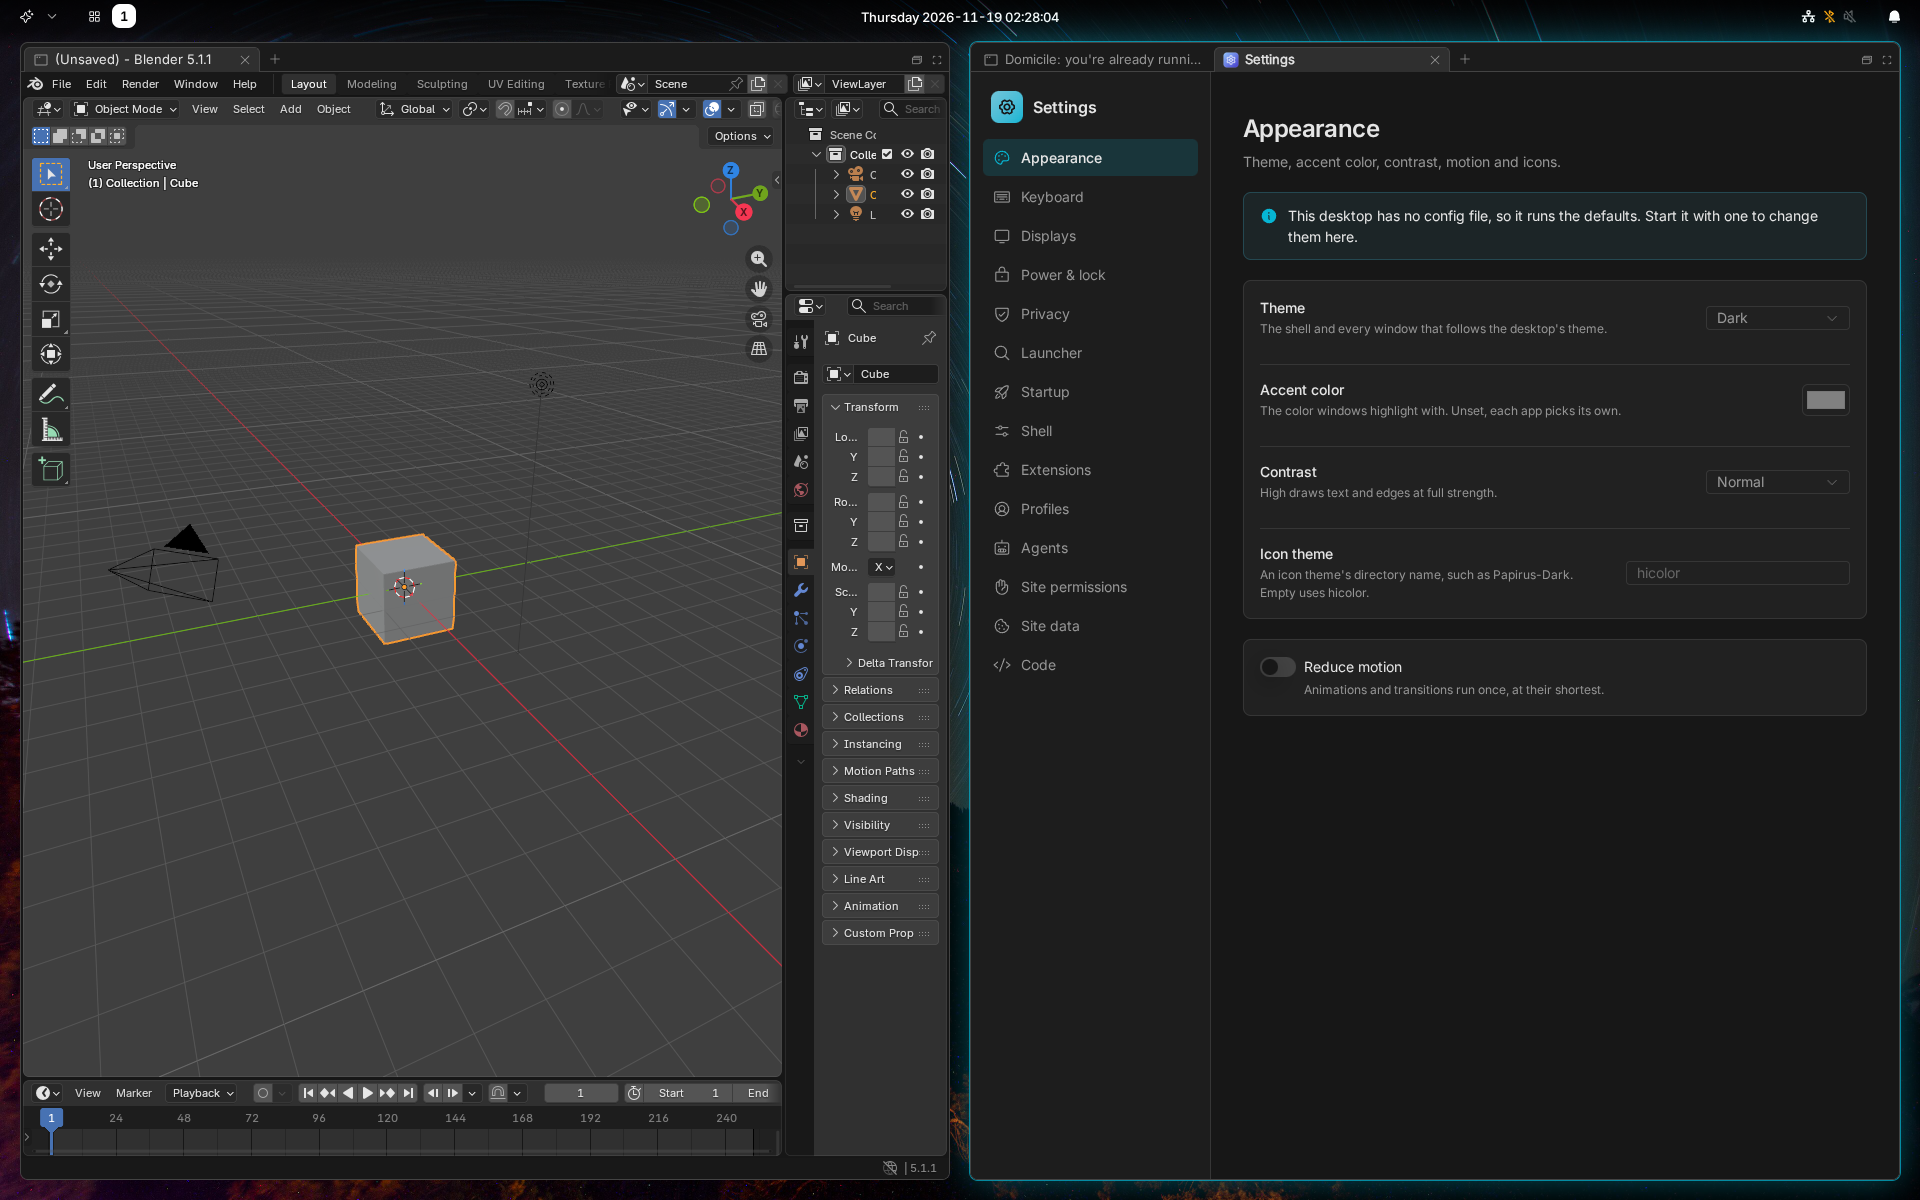 1
Thursday 2026-11-19 02:28:04
(Unsaved) - Blender 5.1.1
File Edit Render Window Help
Layout Modeling Sculpting UV Editing Texture
Scene
ViewLayer
Object Mode View Select Add Object
Global
Search
Options
User Perspective
(1) Collection | Cube
Z
Y
X
Scene Cc
Colle
C
C
L
Search
Cube
Cube
Transform
Lo...
Y
Z
Ro...
Y
Z
Mo... X
Sc...
Y
Z
Delta Transfor
Relations
Collections
Instancing
Motion Paths
Shading
Visibility
Viewport Disp
Line Art
Animation
Custom Prop
View Marker Playback
1
Start 1 End
1 24 48 72 96 120 144 168 192 216 240
5.1.1
Domicile: you're already runni...
Settings
Settings
Appearance
Keyboard
Displays
Power & lock
Privacy
Launcher
Startup
Shell
Extensions
Profiles
Agents
Site permissions
Site data
Code
Appearance
Theme, accent color, contrast, motion and icons.
This desktop has no config file, so it runs the defaults. Start it with one to change
them here.
Theme
The shell and every window that follows the desktop's theme.
Dark
Accent color
The color windows highlight with. Unset, each app picks its own.
Contrast
High draws text and edges at full strength.
Normal
Icon theme
An icon theme's directory name, such as Papirus-Dark.
Empty uses hicolor.
hicolor
Reduce motion
Animations and transitions run once, at their shortest.